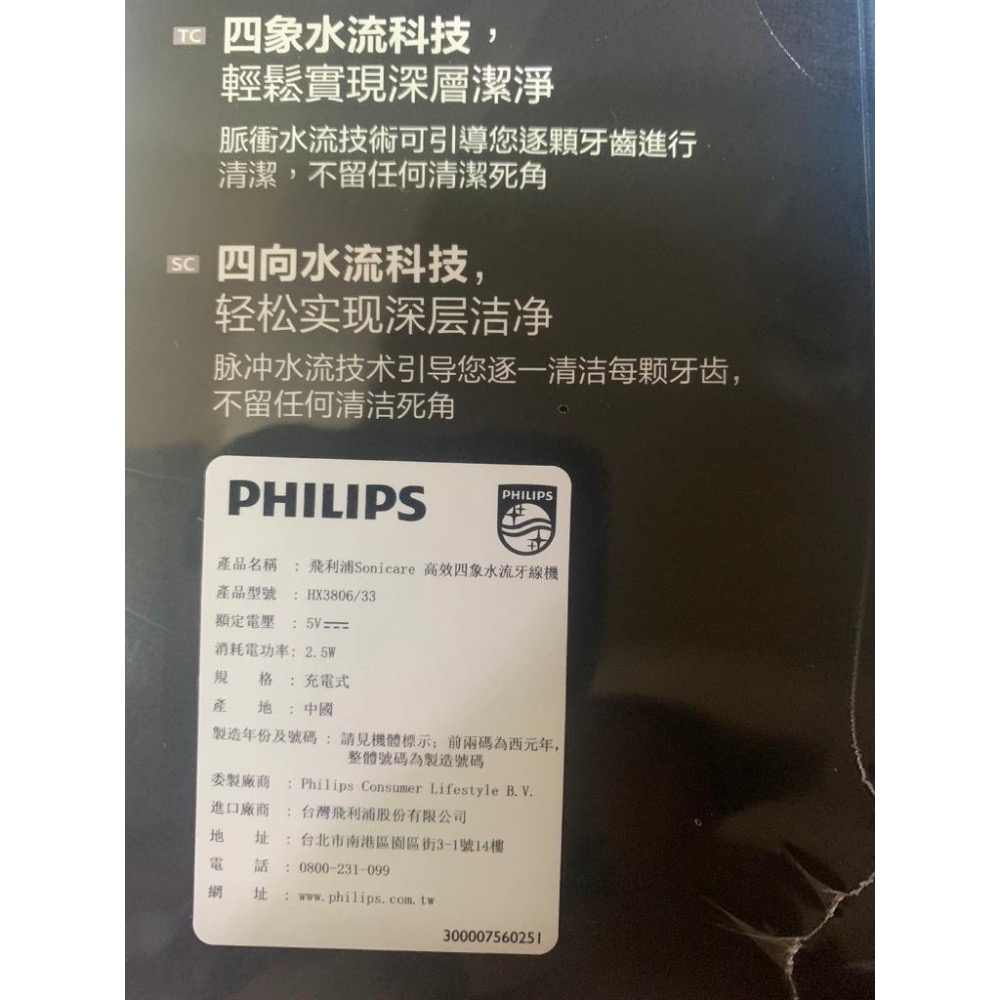 TC 四象水流科技，
輕鬆實現深層潔淨
脈衝水流技術可引導您逐顆牙齒進行
清潔，不留任何清潔死角
SC 四向水流科技，
轻松实现深层洁净
脉冲水流技术引导您逐一清洁每颗牙齿，
不留任何清洁死角
PHILIPS
PHILIPS
產品名稱 : 飛利浦Sonicare 高效四象水流牙線機
產品型號 : HX3806/33
額定電壓 : 5V
消耗電功率: 2.5W
規 格 : 充電式
產 地 : 中國
製造年份及號碼 : 請見機體標示; 前兩碼為西元年,
整體號碼為製造號碼
委製廠商 : Philips Consumer Lifestyle B.V.
進口廠商 : 台灣飛利浦股份有限公司
地 址 : 台北市南港區園區街3-1號14樓
電 話 : 0800-231-099
網 址 : www.philips.com.tw
300007560251